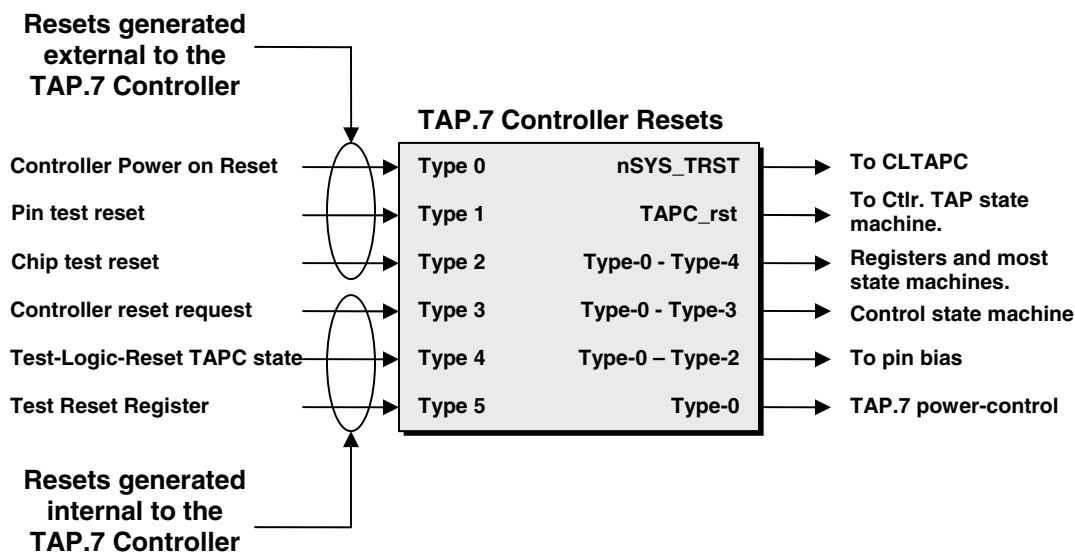 Resets generated
external to the
TAP.7 Controller
TAP.7 Controller Resets
Controller Power on Reset
Type 0
nSYS_TRST
To CLTAPC
Pin test reset
Type 1
TAPC_rst
To Ctlr. TAP state
machine.
Chip test reset
Type 2
Type-0 - Type-4
Registers and most
state machines.
Controller reset request
Type 3
Type-0 - Type-3
Control state machine
Test-Logic-Reset TAPC state
Type 4
Type-0 – Type-2
To pin bias
Test Reset Register
Type 5
Type-0
TAP.7 power-control
Resets generated
internal to the
TAP.7 Controller